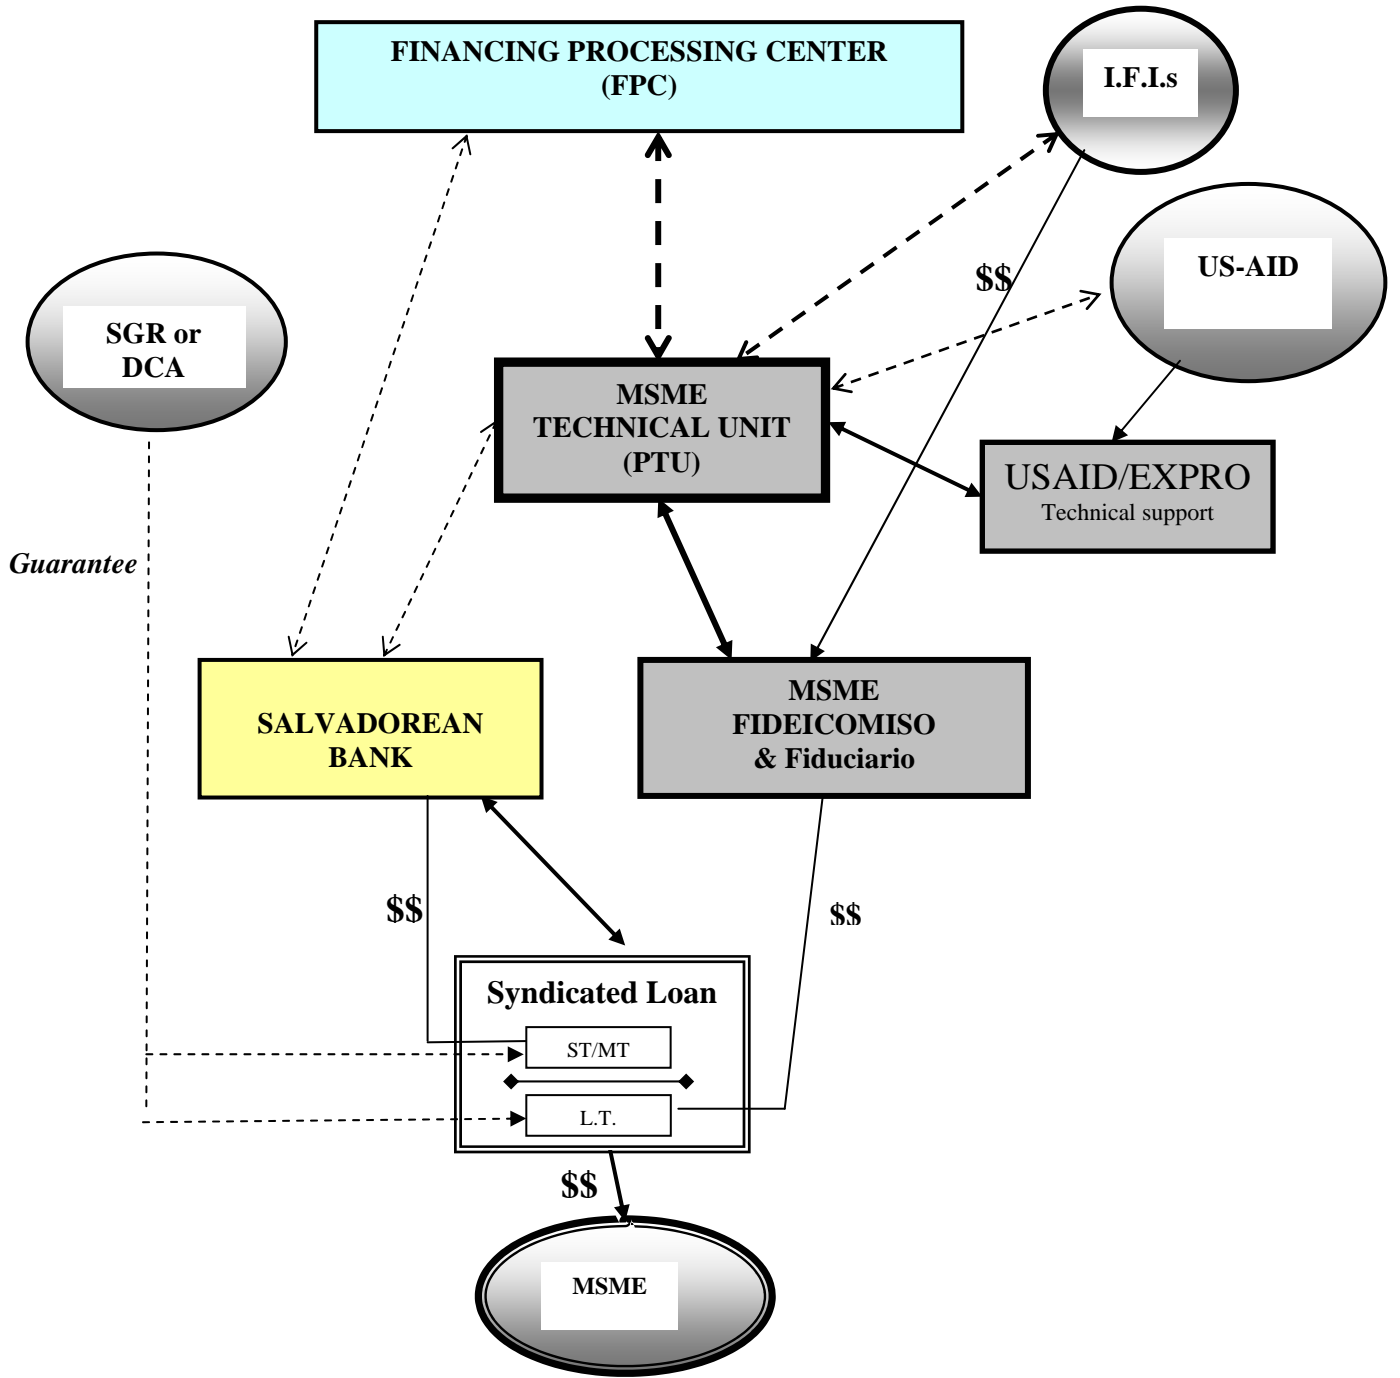 FINANCING PROCESSING CENTER
(FPC)
I.F.I.s
US-AID
$$
SGR or
DCA
MSME
TECHNICAL UNIT
(PTU)
USAID/EXPRO
Technical support
Guarantee
SALVADOREAN
BANK
MSME
FIDEICOMISO
& Fiduciario
$$
$$
Syndicated Loan
ST/MT
L.T.
$$
MSME